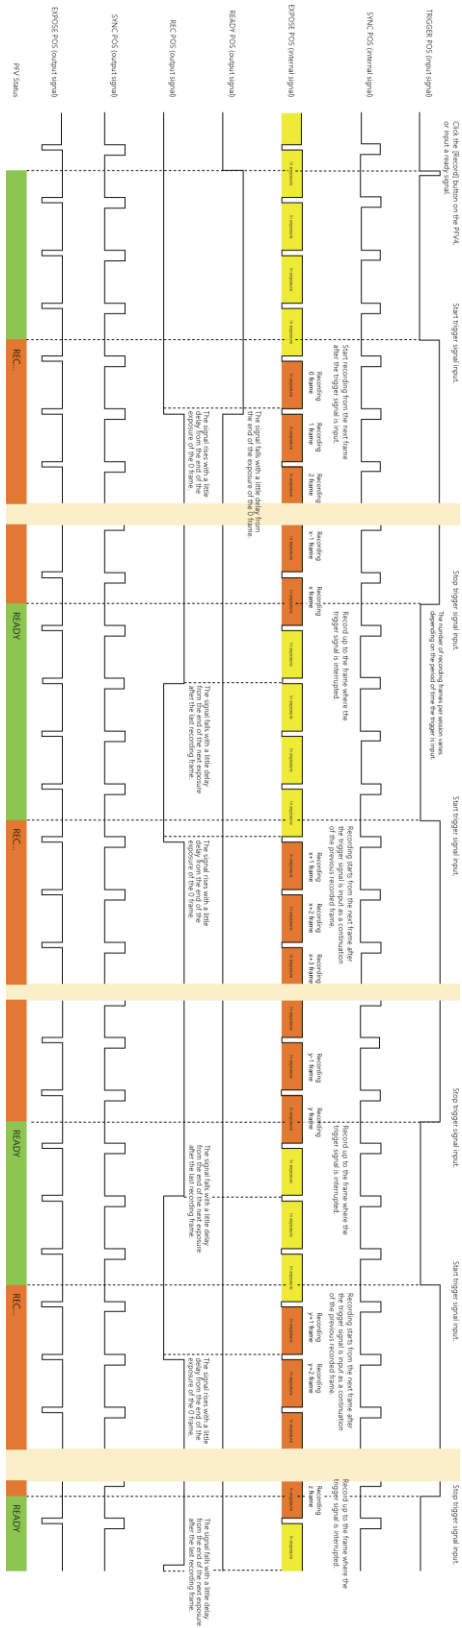 Click the [Record] button on the PFV4,
or input a ready signal.
Start trigger signal input.
Stop trigger signal input.
Start trigger signal input.
Stop trigger signal input.
Start trigger signal input.
Stop trigger signal input.
TRIGGER POS (input signal)
The number of recording frames per session varies
depending on the period of time the trigger is input.
SYNC POS (internal signal)
Start recording from the next frame
after the trigger signal is input.
Record up to the frame where the
trigger signal is interrupted.
Recording starts from the next frame after
the trigger signal is input as a continuation
of the previous recorded frame.
Record up to the frame where the
trigger signal is interrupted.
Recording starts from the next frame after
the trigger signal is input as a continuation
of the previous recorded frame.
Record up to the frame where the
trigger signal is interrupted.
Recording
0 frame
Recording
1 frame
Recording
2 frame
Recording
x-1 frame
Recording
x frame
Recording
x+1 frame
Recording
x+2 frame
Recording
x+3 frame
Recording
y-1 frame
Recording
y frame
Recording
y+1 frame
Recording
y+2 frame
Recording
z frame
EXPOSE POS (internal signal)
READY POS (output signal)
The signal falls with a little delay from
the end of the exposure of the 0 frame.
REC POS (output signal)
The signal rises with a little
delay from the end of the
exposure of the 0 frame.
The signal falls with a little delay
from the end of the next exposure
after the last recording frame.
The signal rises with a little
delay from the end of the
exposure of the 0 frame.
The signal falls with a little delay
from the end of the next exposure
after the last recording frame.
The signal rises with a little
delay from the end of the
exposure of the 0 frame.
The signal falls with a little delay
from the end of the next exposure
after the last recording frame.
SYNC POS (output signal)
EXPOSE POS (output signal)
PFV Status
REC...
READY
REC...
READY
REC...
READY